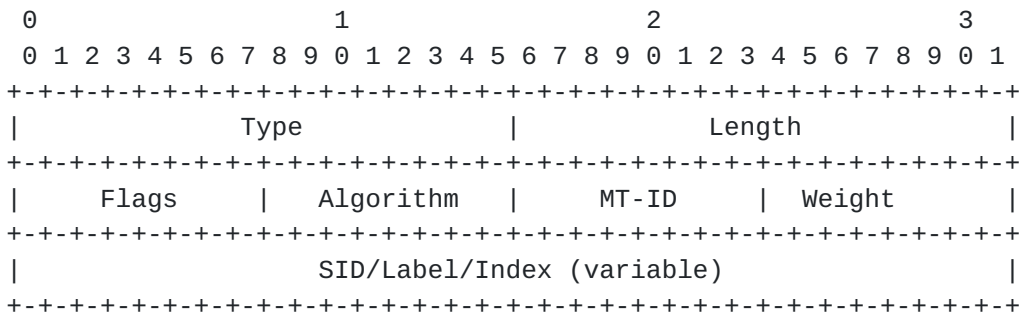 0                   1                   2                   3
 0 1 2 3 4 5 6 7 8 9 0 1 2 3 4 5 6 7 8 9 0 1 2 3 4 5 6 7 8 9 0 1
+-+-+-+-+-+-+-+-+-+-+-+-+-+-+-+-+-+-+-+-+-+-+-+-+-+-+-+-+-+-+-+-+
|              Type             |            Length             |
+-+-+-+-+-+-+-+-+-+-+-+-+-+-+-+-+-+-+-+-+-+-+-+-+-+-+-+-+-+-+-+-+
|     Flags     |   Algorithm   |     MT-ID     |  Weight       |
+-+-+-+-+-+-+-+-+-+-+-+-+-+-+-+-+-+-+-+-+-+-+-+-+-+-+-+-+-+-+-+-+
|                   SID/Label/Index (variable)                  |
+-+-+-+-+-+-+-+-+-+-+-+-+-+-+-+-+-+-+-+-+-+-+-+-+-+-+-+-+-+-+-+-+